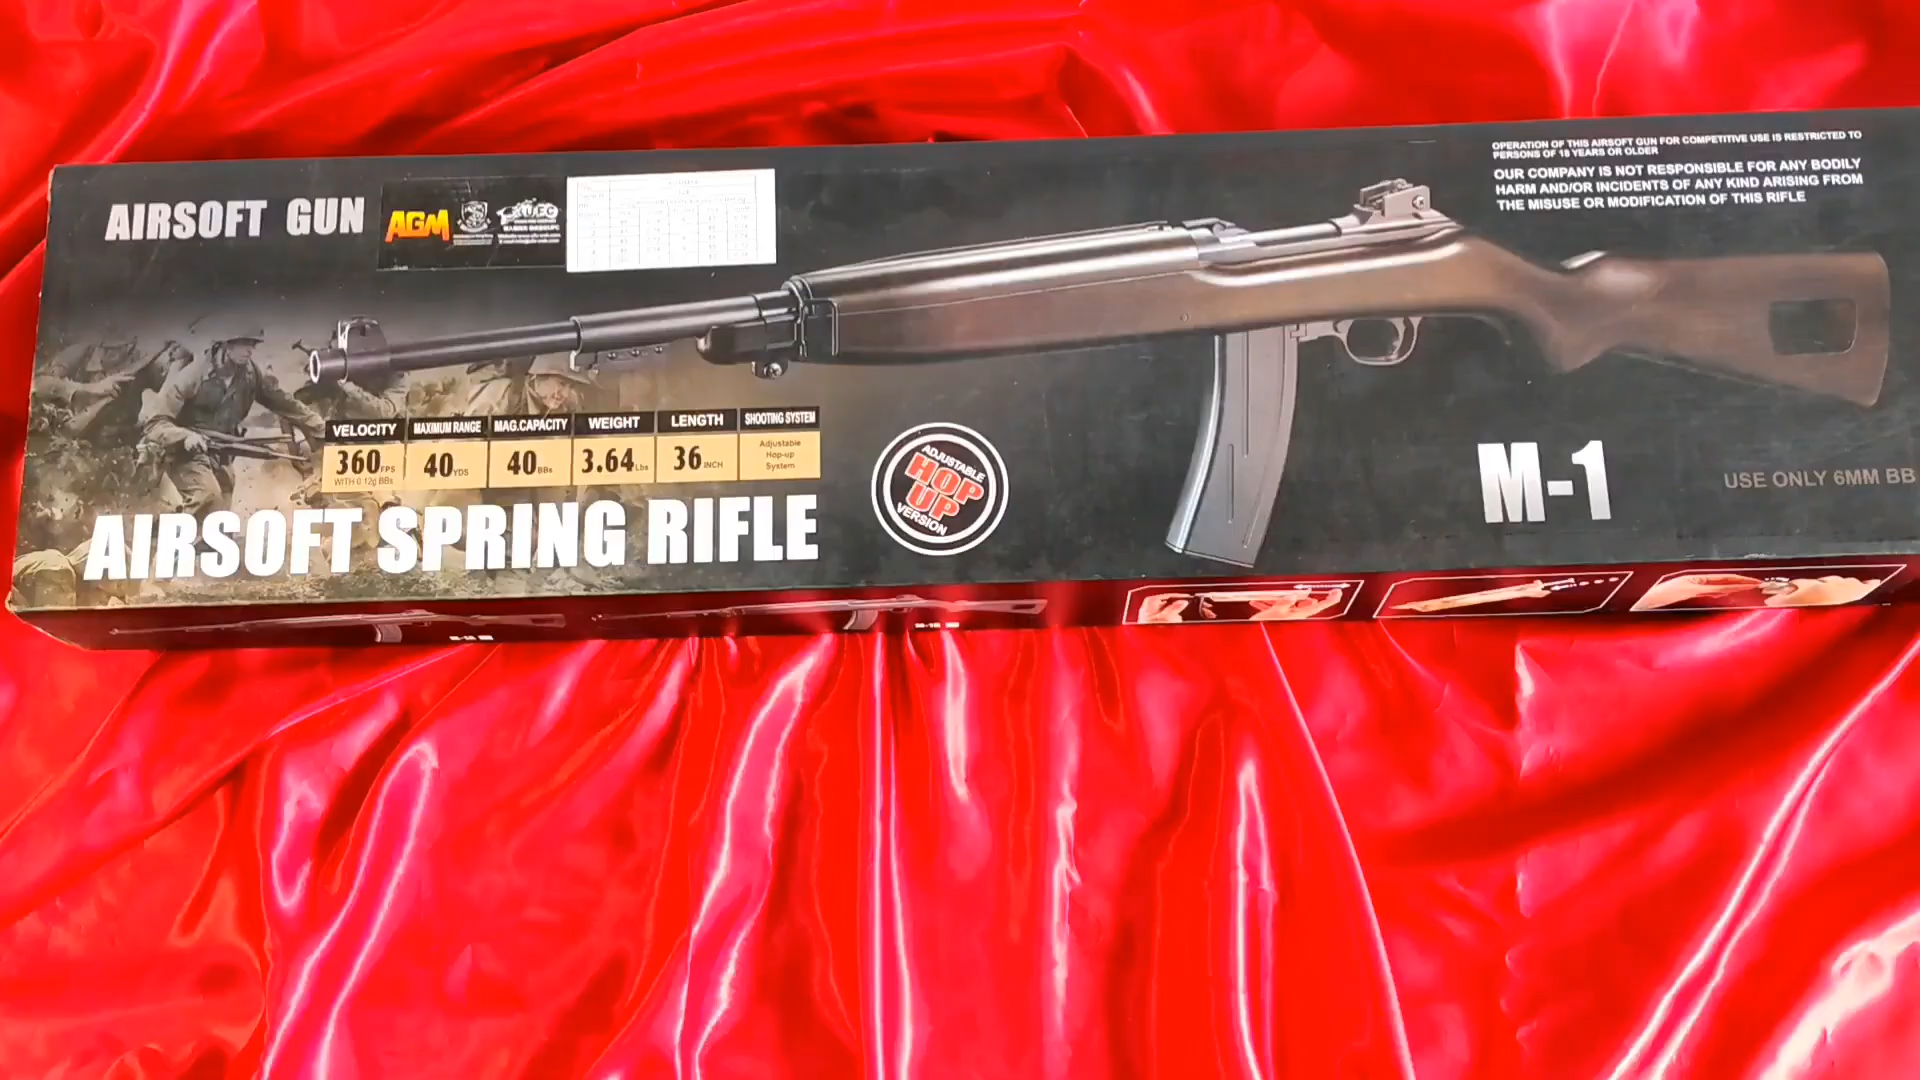 AIRSOFT GUN
AGM
UFC
OPERATION OF THIS AIRSOFT GUN FOR COMPETITIVE USE IS RESTRICTED TO
PERSONS OF 18 YEARS OR OLDER
OUR COMPANY IS NOT RESPONSIBLE FOR ANY BODILY
HARM AND/OR INCIDENTS OF ANY KIND ARISING FROM
THE MISUSE OR MODIFICATION OF THIS RIFLE
VELOCITY MAXIMUM RANGE MAG.CAPACITY WEIGHT LENGTH SHOOTING SYSTEM
360 FPS 40 YDS 40 BBs 3.64 Lbs 36 INCH Adjustable
Hop-up
System
WITH 0.12g BBs
AIRSOFT SPRING RIFLE
ADJUSTABLE
HOP
UP
VERSION
M-1
USE ONLY 6MM BB